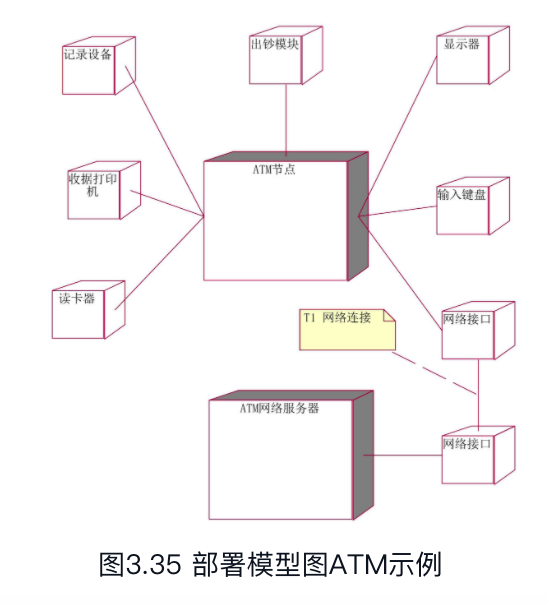 记录设备
出钞模块
显示器
ATM节点
收据打印
机
输入键盘
读卡器
T1 网络连接
网络接口
ATM网络服务器
网络接口
图3.35 部署模型图ATM示例